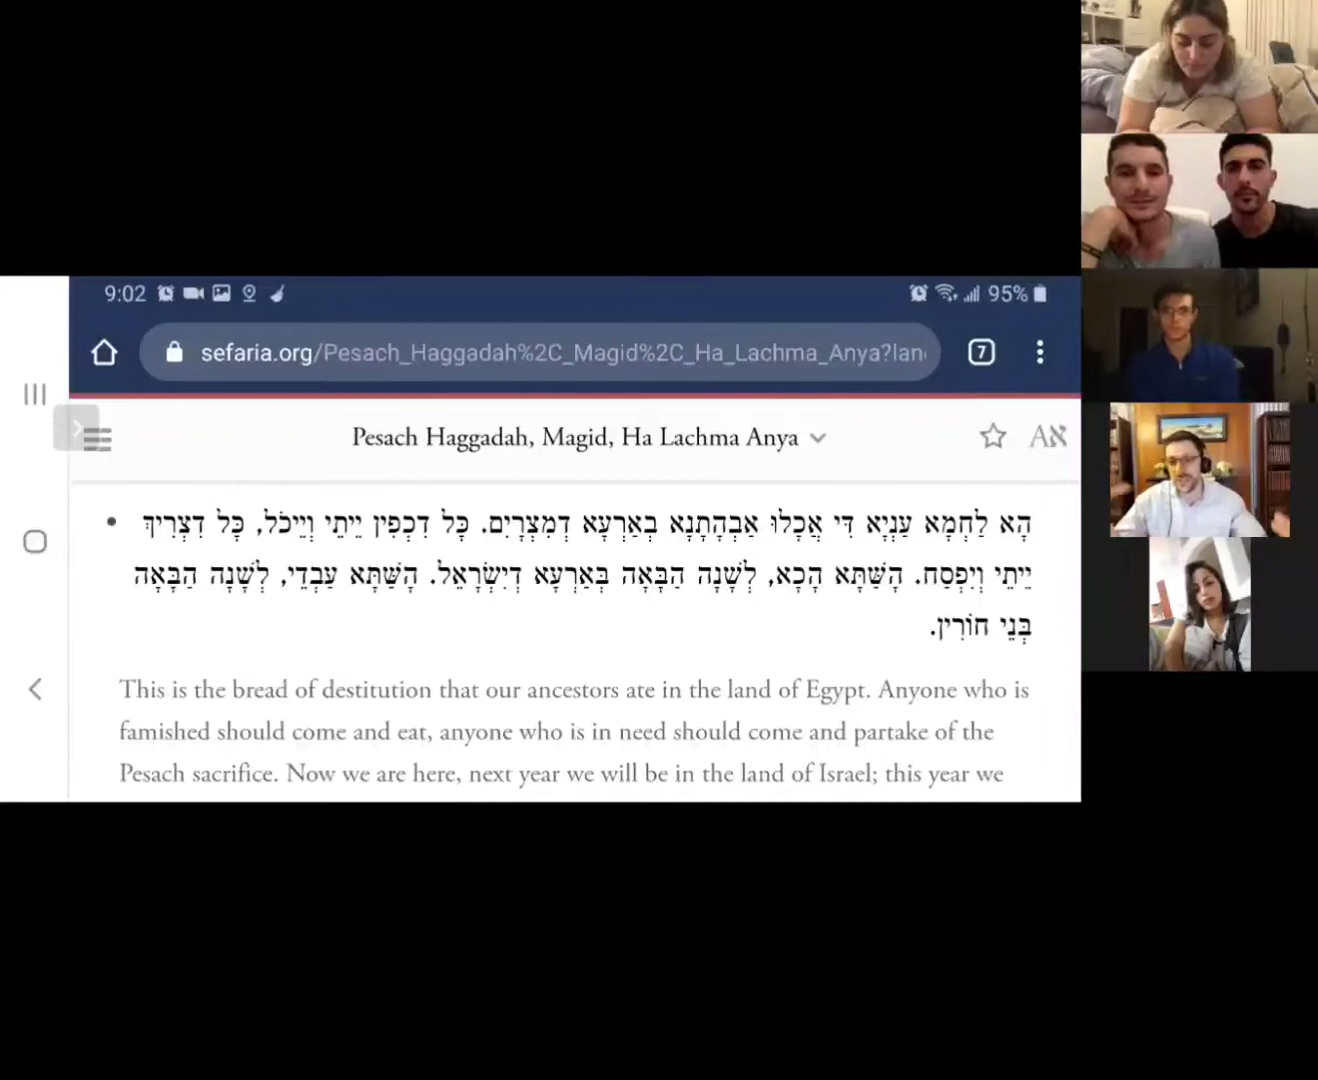 9:02
95%
sefaria.org/Pesach_Haggadah%2C_Magid%2C_Ha_Lachma_Anya?lan
7
Pesach Haggadah, Magid, Ha Lachma Anya
Aא
הָא לַחְמָא עַנְיָא דִּי אֲכָלוּ אַבְהָתָנָא בְאַרְעָא דְמִצְרָיִם. כָּל דִכְפִין יֵיתֵי וְיֵיכֹל, כָּל דִצְרִיךְ
יֵיתֵי וְיִפְסַח. הָשַּׁתָּא הָכָא, לְשָׁנָה הַבָּאָה בְּאַרְעָא דְיִשְׂרָאֵל. הָשַּׁתָּא עַבְדֵי, לְשָׁנָה הַבָּאָה
בְּנֵי חוֹרִין.
This is the bread of destitution that our ancestors ate in the land of Egypt. Anyone who is
famished should come and eat, anyone who is in need should come and partake of the
Pesach sacrifice. Now we are here, next year we will be in the land of Israel; this year we